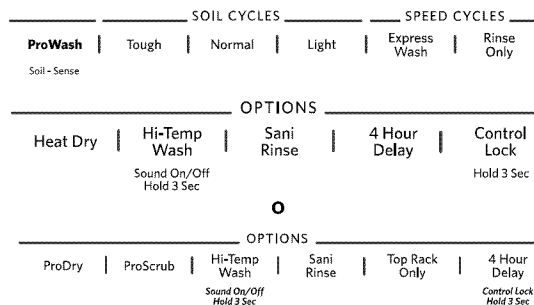 SOIL CYCLES SPEED CYCLES
ProWash | Tough | Normal | Light | Express Wash | Rinse Only
Soil - Sense
OPTIONS
Heat Dry | Hi-Temp Wash | Sani Rinse | 4 Hour Delay | Control Lock
Sound On/Off Hold 3 Sec Hold 3 Sec
O
OPTIONS
ProDry | ProScrub | Hi-Temp Wash | Sani Rinse | Top Rack Only | 4 Hour Delay
Sound On/Off Hold 3 Sec Control Lock Hold 3 Sec